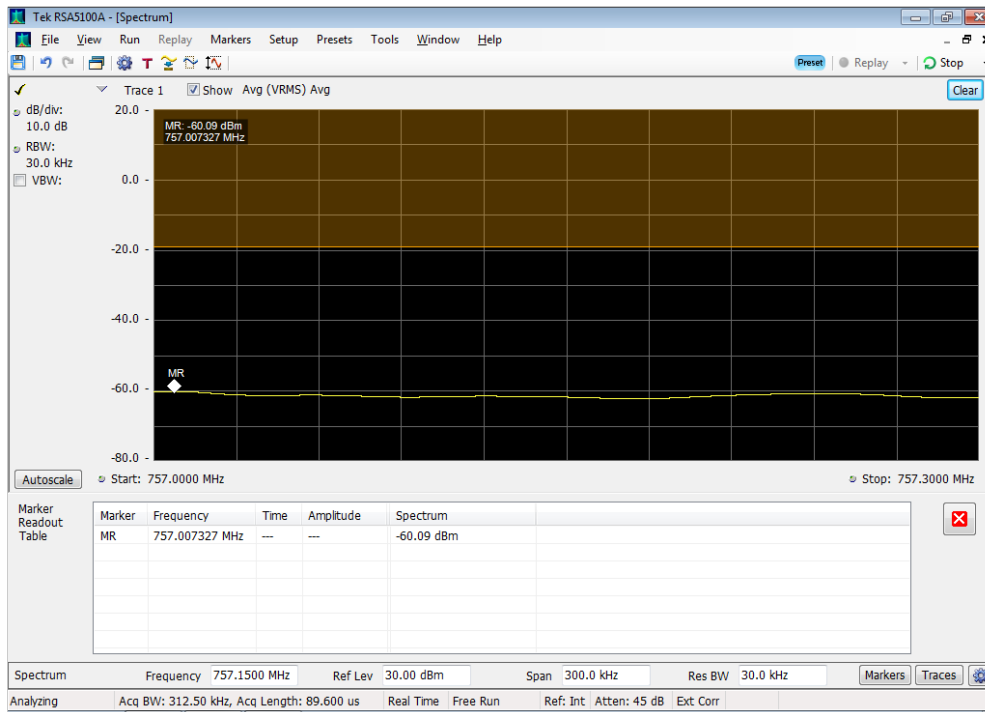 Tek RSA5100A - [Spectrum]
File View Run Replay Markers Setup Presets Tools Window Help
T Preset Replay Stop
Trace 1 Show Avg (VRMS) Avg Clear
dB/div:
10.0 dB
RBW:
30.0 kHz
VBW:
20.0
0.0
-20.0
-40.0
-60.0
-80.0
MR: -60.09 dBm
757.007327 MHz
MR
Autoscale Start: 757.0000 MHz Stop: 757.3000 MHz
Marker
Readout
Table
Marker Frequency Time Amplitude Spectrum
MR 757.007327 MHz --- --- -60.09 dBm
Spectrum Frequency 757.1500 MHz Ref Lev 30.00 dBm Span 300.0 kHz Res BW 30.0 kHz Markers Traces
Analyzing Acq BW: 312.50 kHz, Acq Length: 89.600 us Real Time Free Run Ref: Int Atten: 45 dB Ext Corr